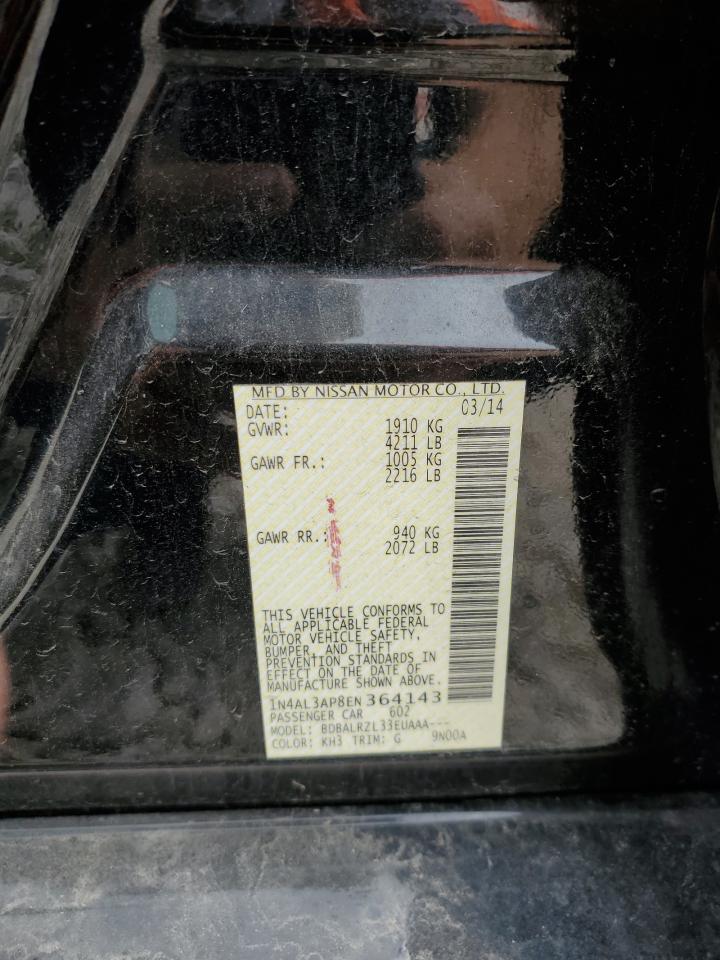 MFD BY NISSAN MOTOR CO., LTD.
DATE: 03/14
GVWR: 1910 KG
4211 LB
GAWR FR.: 1005 KG
2216 LB
GAWR RR.: 940 KG
2072 LB
THIS VEHICLE CONFORMS TO
ALL APPLICABLE FEDERAL
MOTOR VEHICLE SAFETY,
BUMPER, AND THEFT
PREVENTION STANDARDS IN
EFFECT ON THE DATE OF
MANUFACTURE SHOWN ABOVE.
1N4AL3AP8EN364143
PASSENGER CAR 602
MODEL: BDBALRZL33EUAAA---
COLOR: KH3 TRIM: G 9N00A